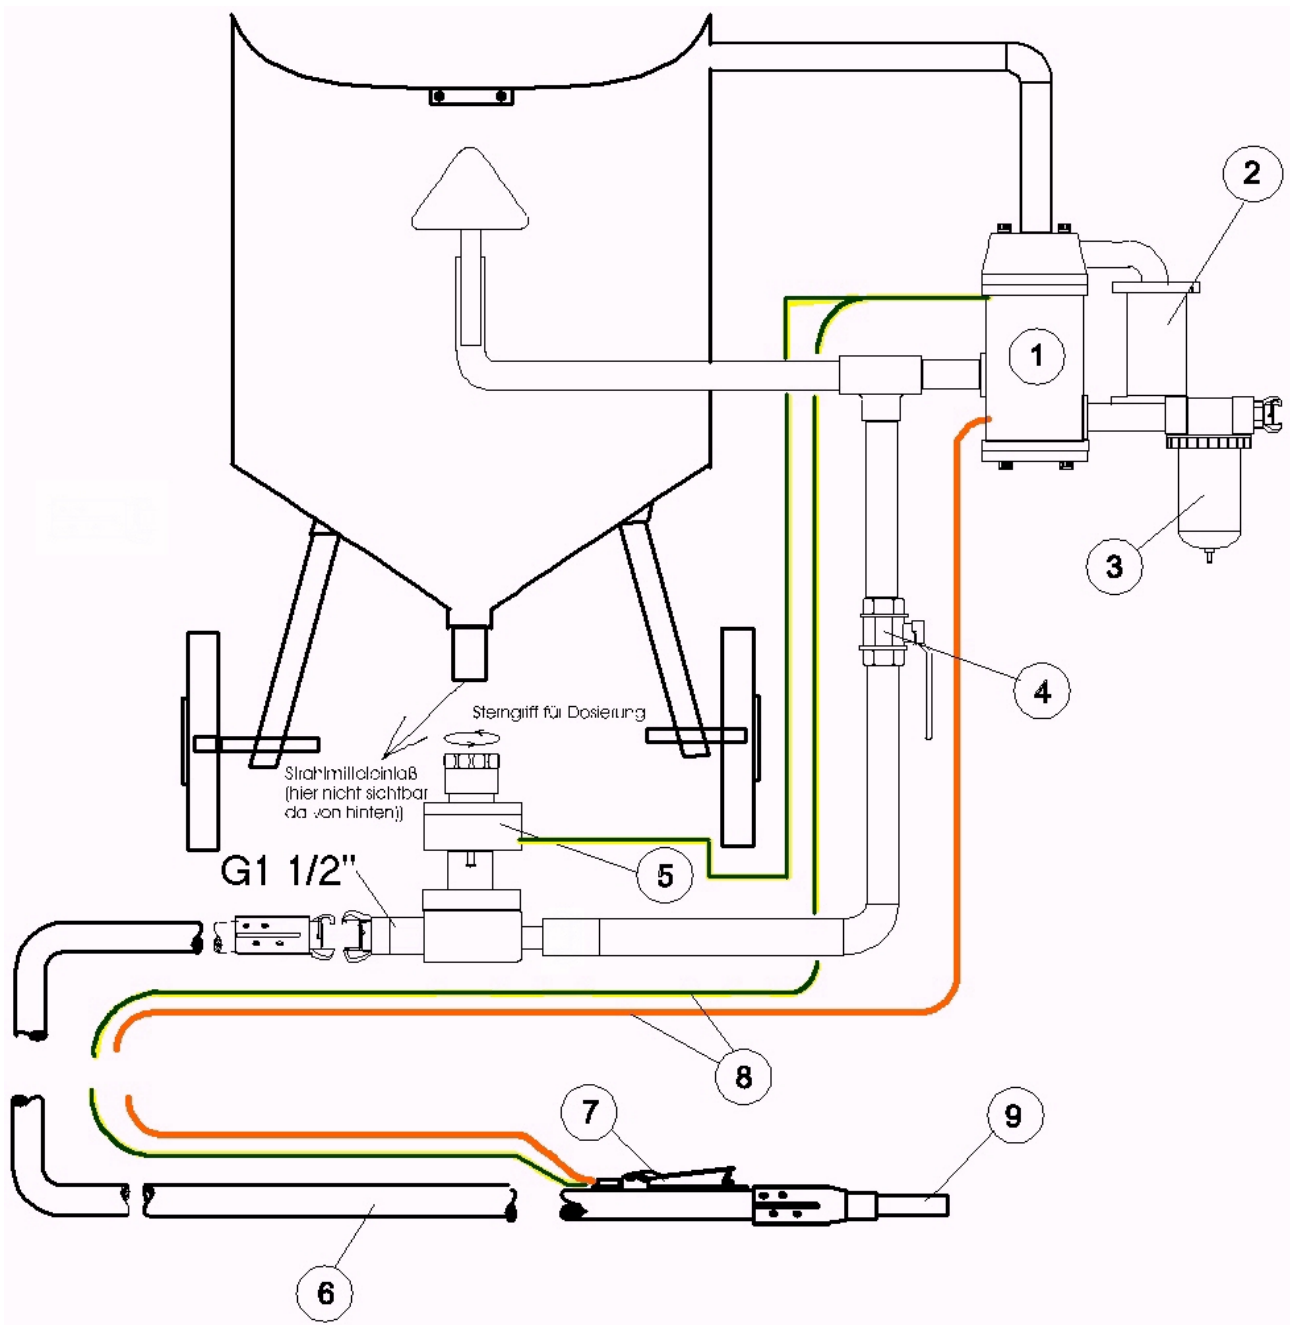 2
1
3
4
Sterngriff für Dosierung
Strahlmitteleinlaß
(hier nicht sichtbar
da von hinten))
5
G1 1/2"
8
7
9
6